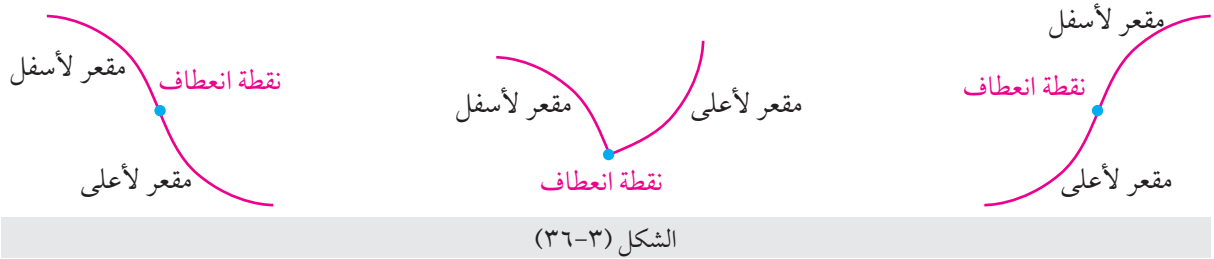 مقعر لأسفل
نقطة انعطاف
مقعر لأعلى
مقعر لأعلى
مقعر لأسفل
نقطة انعطاف
مقعر لأسفل
نقطة انعطاف
مقعر لأعلى
الشكل (٣-٣٦)